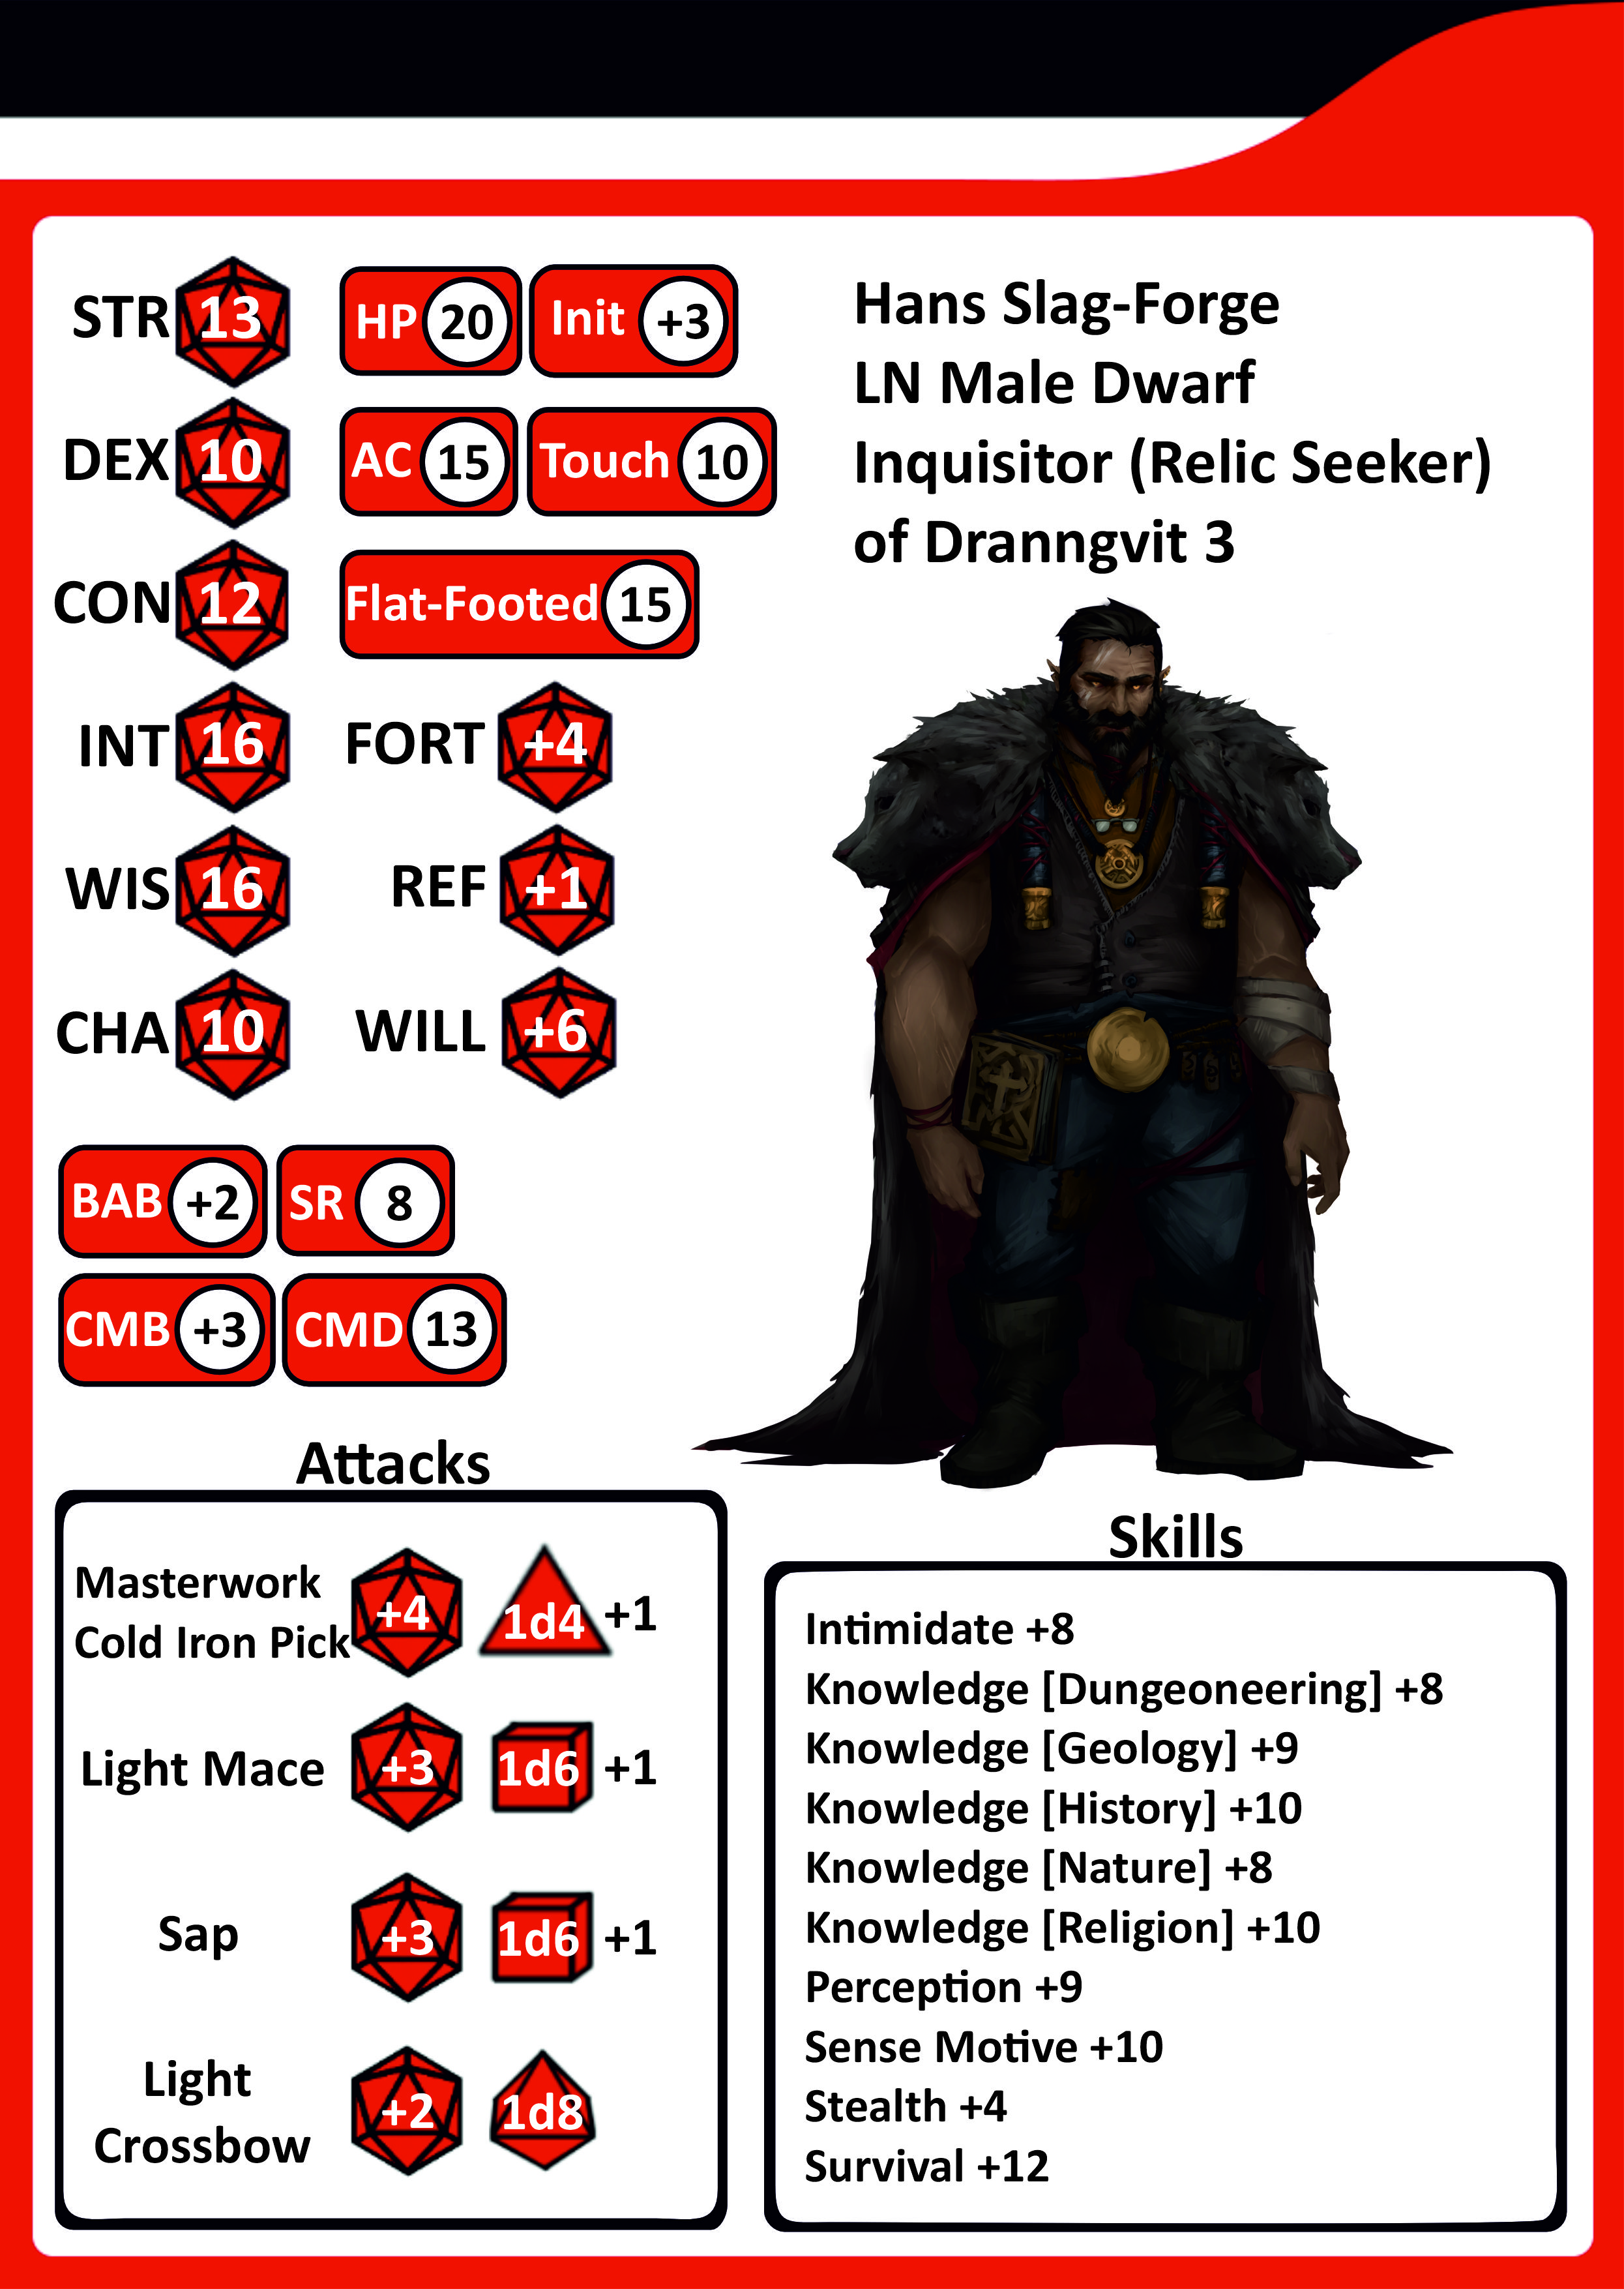 STR 13
HP 20
Init +3
DEX 10
AC 15
Touch 10
CON 12
Flat-Footed 15
INT 16
FORT +4
WIS 16
REF +1
CHA 10
WILL +6
BAB +2
SR 8
CMB +3
CMD 13
Hans Slag-Forge
LN Male Dwarf
Inquisitor (Relic Seeker)
of Dranngvit 3
Attacks
Masterwork
Cold Iron Pick +4 1d4 +1
Light Mace +3 1d6 +1
Sap +3 1d6 +1
Light
Crossbow +2 1d8
Skills
Intimidate +8
Knowledge [Dungeoneering] +8
Knowledge [Geology] +9
Knowledge [History] +10
Knowledge [Nature] +8
Knowledge [Religion] +10
Perception +9
Sense Motive +10
Stealth +4
Survival +12